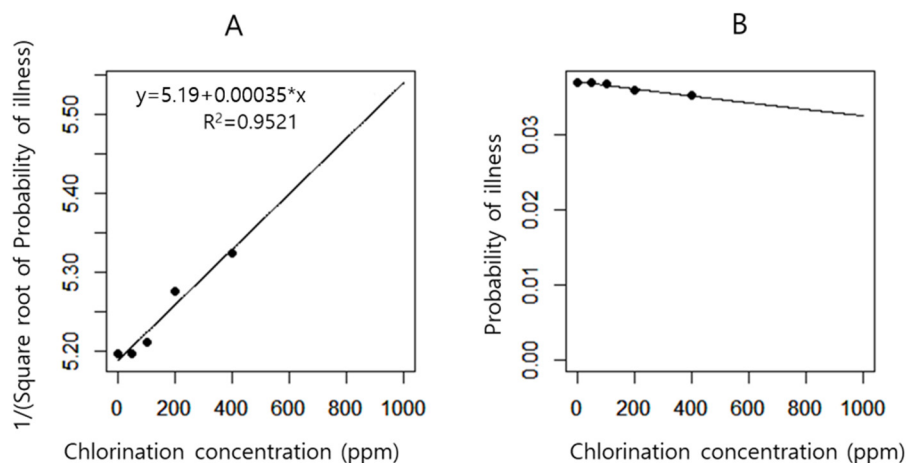 A
y=5.19+0.00035*x
R²=0.9521
1/(Square root of Probability of illness)
5.50
5.40
5.30
5.20
0 200 400 600 800 1000
Chlorination concentration (ppm)
B
Probability of illness
0.03
0.02
0.01
0.00
0 200 400 600 800 1000
Chlorination concentration (ppm)